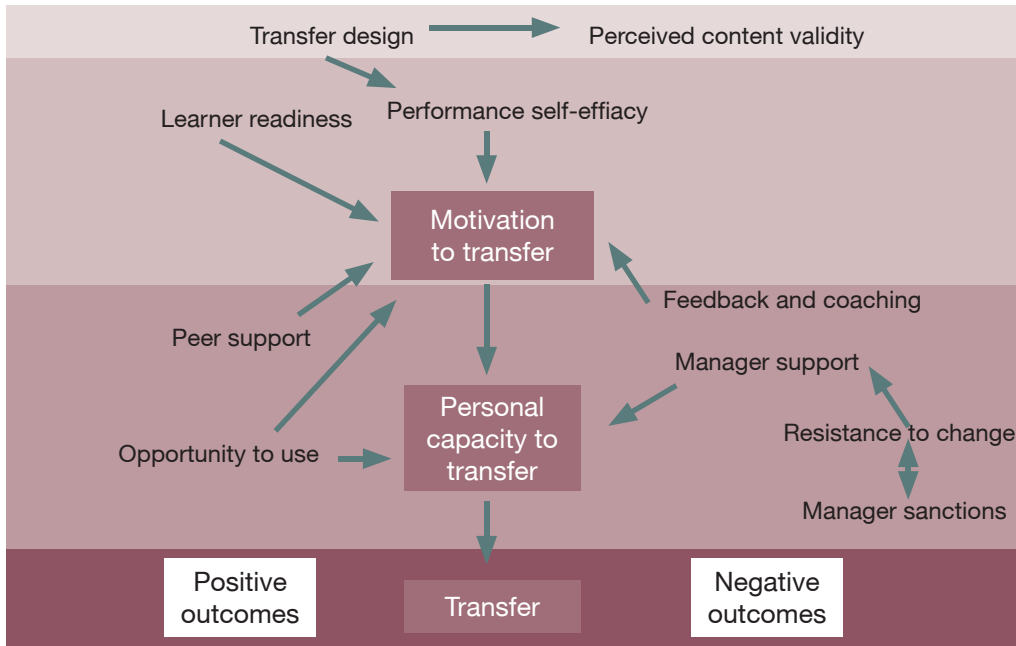 Transfer design
Perceived content validity
Performance self-effiacy
Learner readiness
Motivation
to transfer
Feedback and coaching
Peer support
Manager support
Personal
capacity to
transfer
Resistance to change
Opportunity to use
Manager sanctions
Positive
outcomes
Transfer
Negative
outcomes